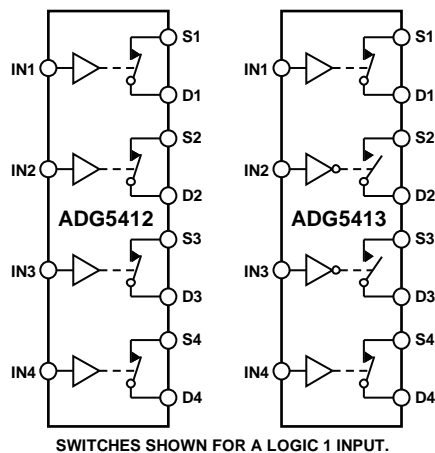 S1
IN1
D1
S2
IN2
D2
ADG5412
S3
IN3
D3
S4
IN4
D4
S1
IN1
D1
S2
IN2
D2
ADG5413
S3
IN3
D3
S4
IN4
D4
SWITCHES SHOWN FOR A LOGIC 1 INPUT.